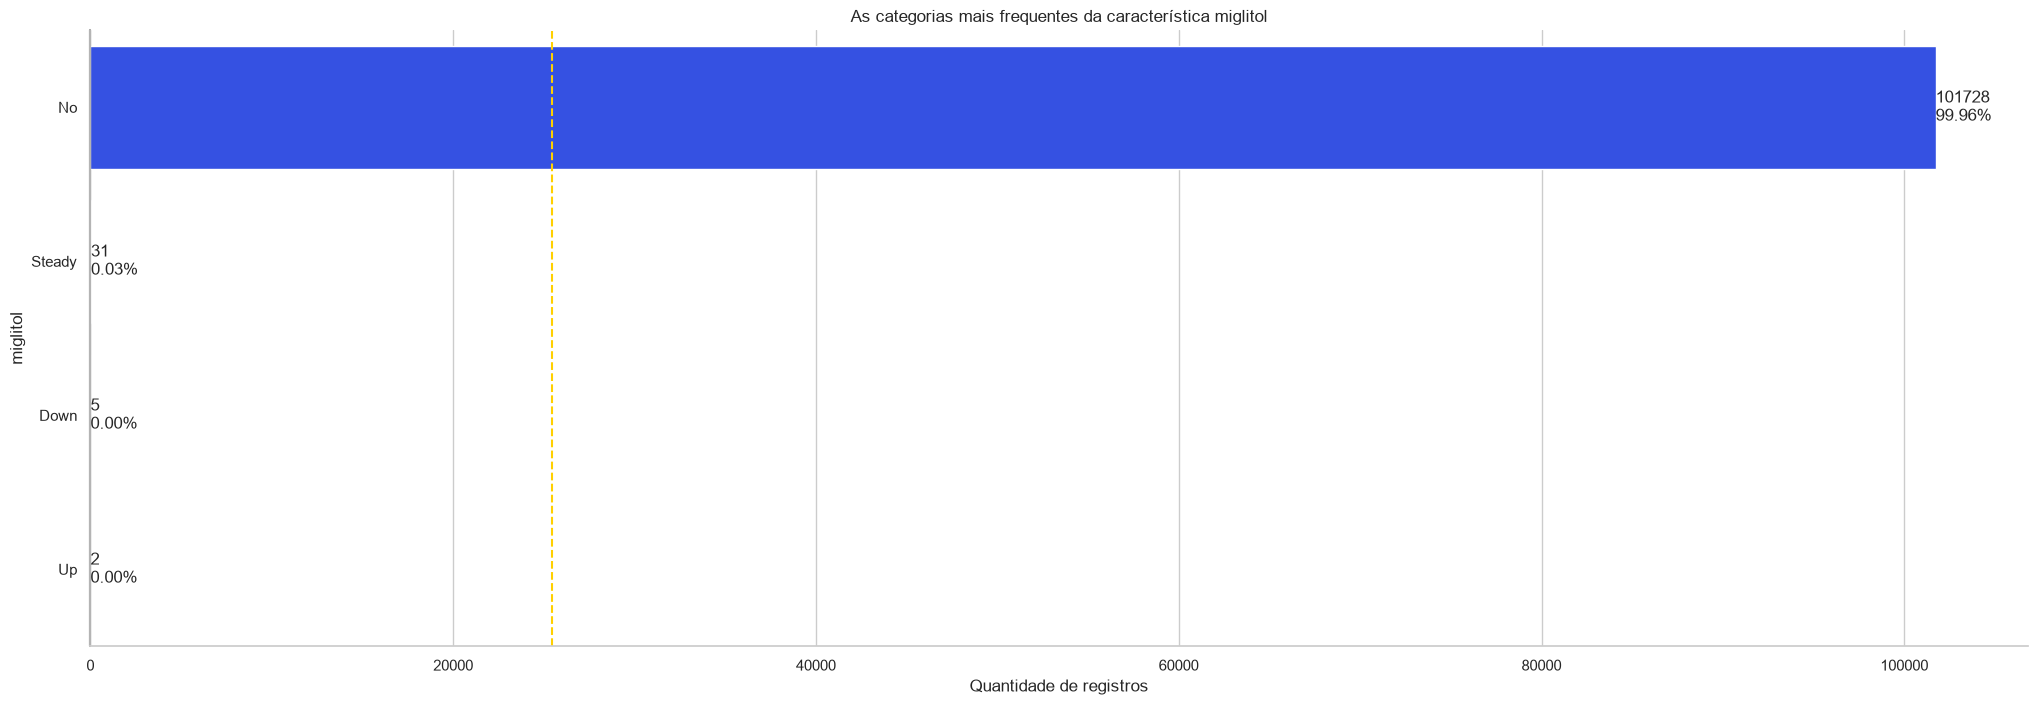 As categorias mais frequentes da característica miglitol
No
101728
99.96%
Steady
31
0.03%
miglitol
Down
5
0.00%
Up
2
0.00%
0 20000 40000 60000 80000 100000
Quantidade de registros